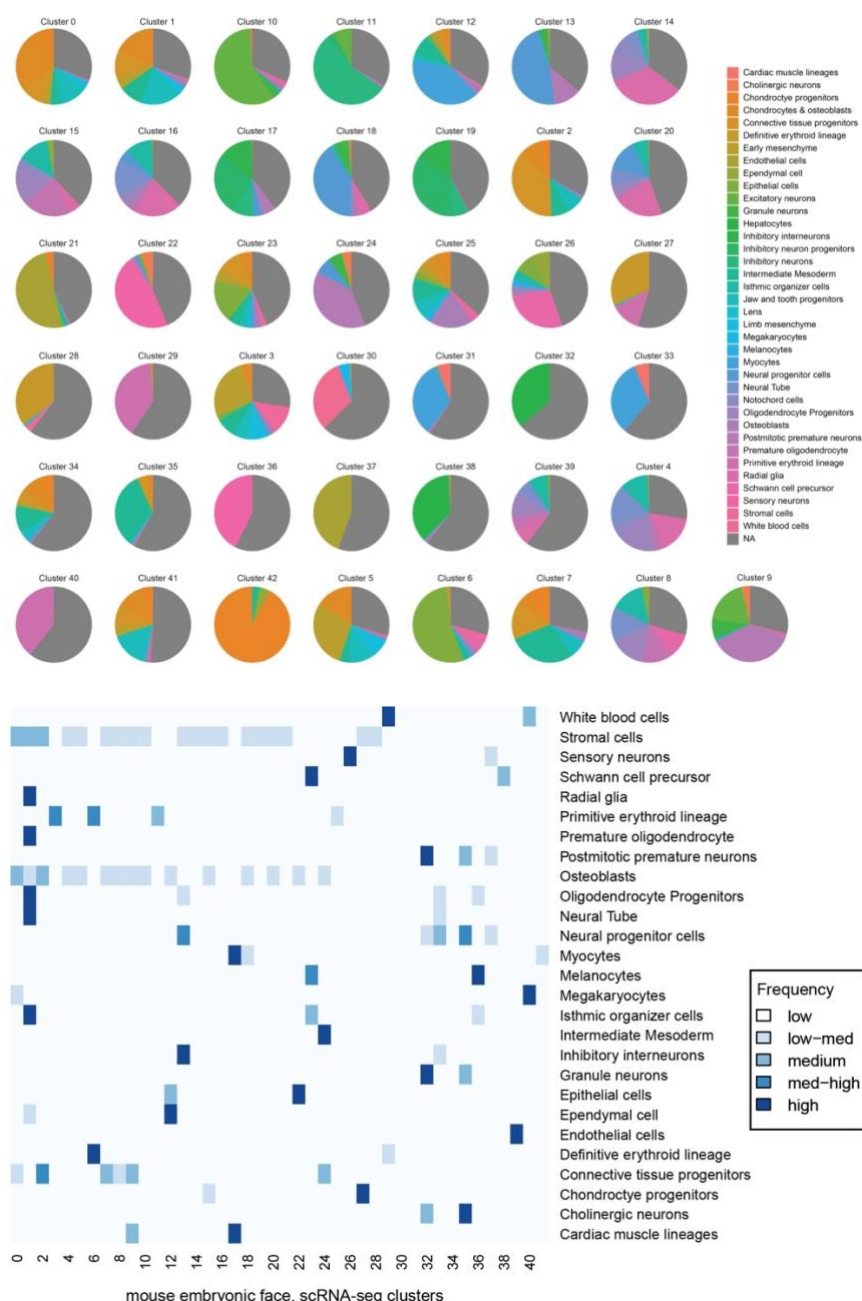 Cluster 0
Cluster 1
Cluster 10
Cluster 11
Cluster 12
Cluster 13
Cluster 14
Cluster 15
Cluster 16
Cluster 17
Cluster 18
Cluster 19
Cluster 2
Cluster 20
Cluster 21
Cluster 22
Cluster 23
Cluster 24
Cluster 25
Cluster 26
Cluster 27
Cluster 28
Cluster 29
Cluster 3
Cluster 30
Cluster 31
Cluster 32
Cluster 33
Cluster 34
Cluster 35
Cluster 36
Cluster 37
Cluster 38
Cluster 39
Cluster 4
Cluster 40
Cluster 41
Cluster 42
Cluster 5
Cluster 6
Cluster 7
Cluster 8
Cluster 9
Cardiac muscle lineages
Cholinergic neurons
Chondroctye progenitors
Chondrocytes & osteoblasts
Connective tissue progenitors
Definitive erythroid lineage
Early mesenchyme
Endothelial cells
Ependymal cell
Epithelial cells
Excitatory neurons
Granule neurons
Hepatocytes
Inhibitory interneurons
Inhibitory neuron progenitors
Inhibitory neurons
Intermediate Mesoderm
Isthmic organizer cells
Jaw and tooth progenitors
Lens
Limb mesenchyme
Megakaryocytes
Melanocytes
Myocytes
Neural progenitor cells
Neural Tube
Notochord cells
Oligodendrocyte Progenitors
Osteoblasts
Postmitotic premature neurons
Premature oligodendrocyte
Primitive erythroid lineage
Radial glia
Schwann cell precursor
Sensory neurons
Stromal cells
White blood cells
NA
White blood cells
Stromal cells
Sensory neurons
Schwann cell precursor
Radial glia
Primitive erythroid lineage
Premature oligodendrocyte
Postmitotic premature neurons
Osteoblasts
Oligodendrocyte Progenitors
Neural Tube
Neural progenitor cells
Myocytes
Melanocytes
Megakaryocytes
Isthmic organizer cells
Intermediate Mesoderm
Inhibitory interneurons
Granule neurons
Epithelial cells
Ependymal cell
Endothelial cells
Definitive erythroid lineage
Connective tissue progenitors
Chondroctye progenitors
Cholinergic neurons
Cardiac muscle lineages
Frequency
low
low-med
medium
med-high
high
0 2 4 6 8 10 12 14 16 18 20 22 24 26 28 30 32 34 36 38 40
mouse embryonic face, scRNA-seq clusters